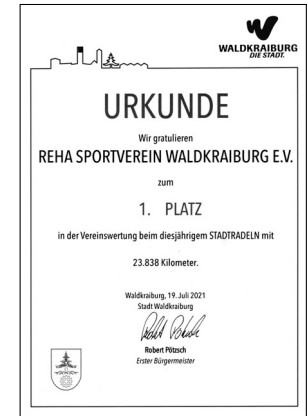 WALDKRAIBURG
DIE STADT.
URKUNDE
Wir gratulieren
REHA SPORTVEREIN WALDKRAIBURG E.V.
zum
1. PLATZ
in der Vereinswertung beim diesjährigem STADTRADELN mit
23.838 Kilometer.
Waldkraiburg, 19. Juli 2021
Stadt Waldkraiburg
Robert Pötzsch
Erster Bürgermeister